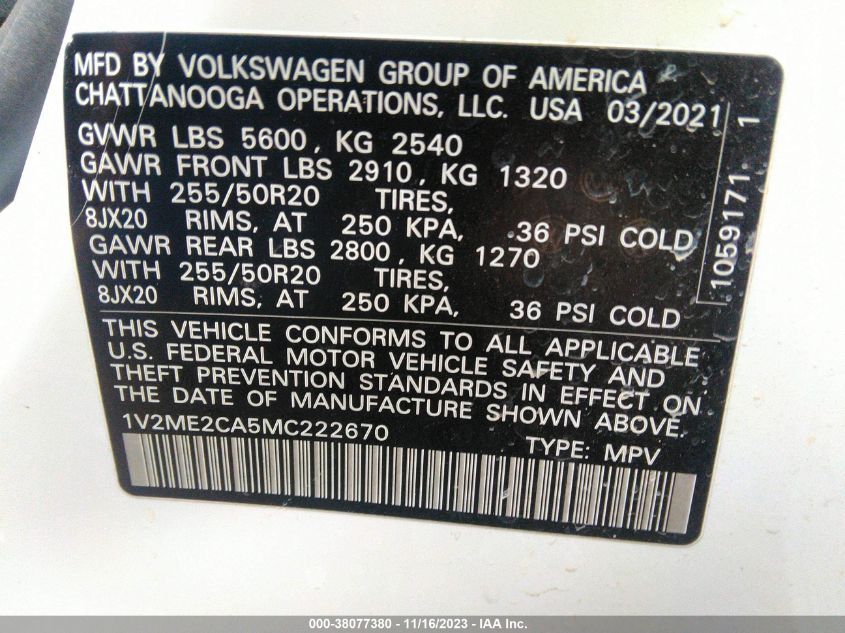 MFD BY VOLKSWAGEN GROUP OF AMERICA
CHATTANOOGA OPERATIONS, LLC. USA 03/2021
GVWR LBS 5600, KG 2540
GAWR FRONT LBS 2910, KG 1320
WITH 255/50R20 TIRES,
8JX20 RIMS, AT 250 KPA, 36 PSI COLD
GAWR REAR LBS 2800, KG 1270
WITH 255/50R20 TIRES,
8JX20 RIMS, AT 250 KPA, 36 PSI COLD
1059171 1
THIS VEHICLE CONFORMS TO ALL APPLICABLE
U.S. FEDERAL MOTOR VEHICLE SAFETY AND
THEFT PREVENTION STANDARDS IN EFFECT ON
THE DATE OF MANUFACTURE SHOWN ABOVE.
1V2ME2CA5MC222670 TYPE: MPV
000-38077380 - 11/16/2023 - IAA Inc.